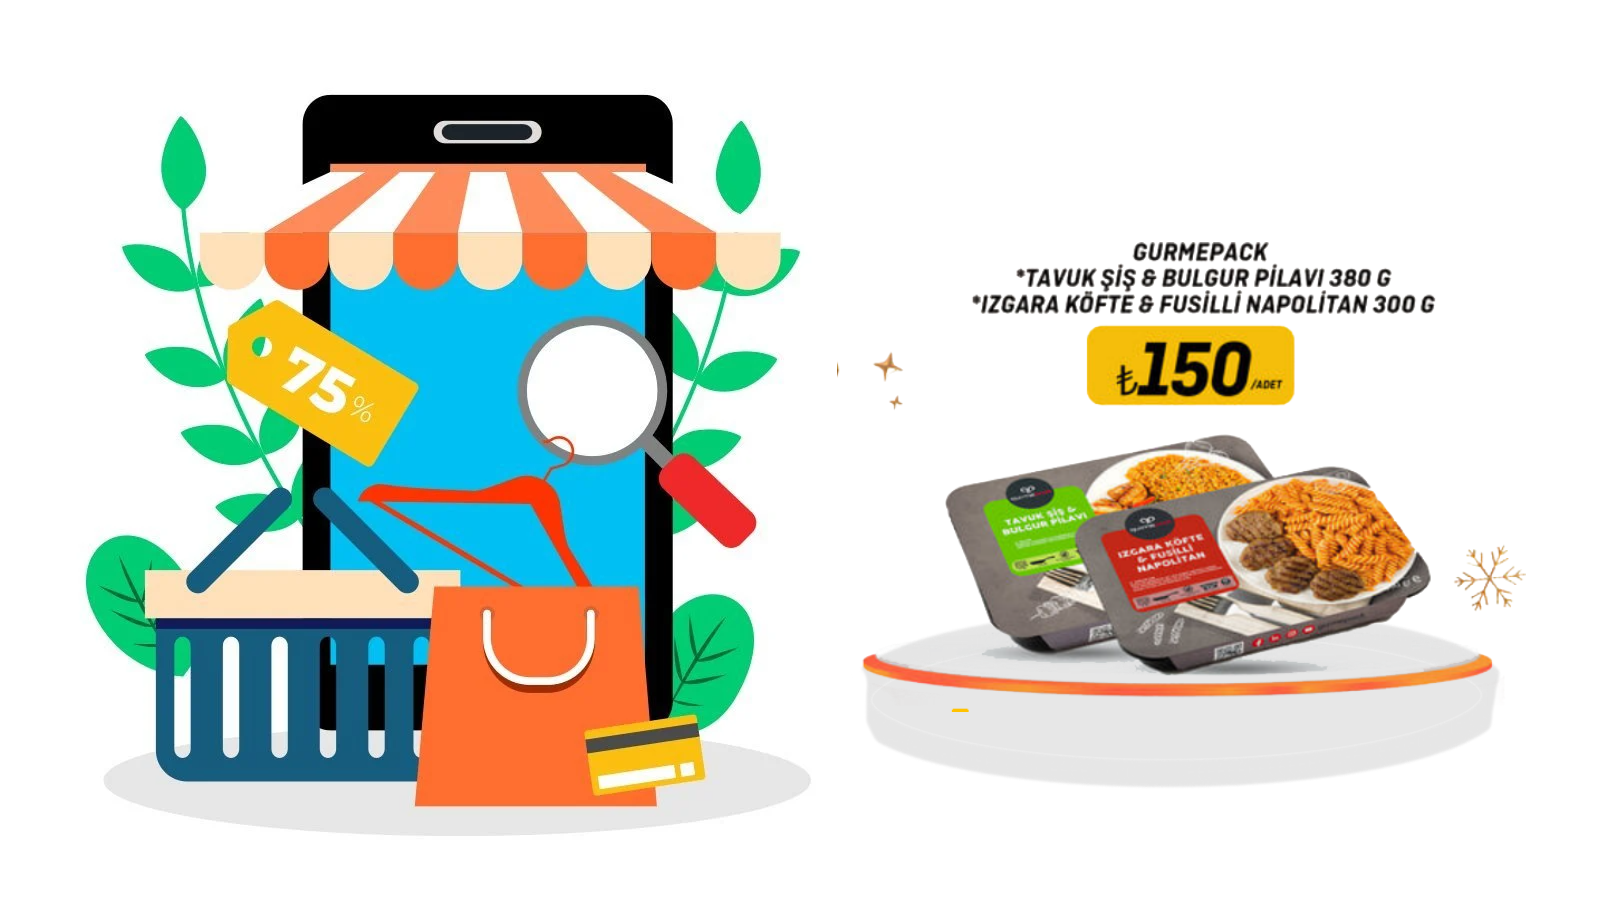 75%
GURMEPACK
*TAVUK ŞİŞ & BULGUR PİLAVI 380 G
*IZGARA KÖFTE & FUSİLLİ NAPOLİTAN 300 G
₺150/ADET
TAVUK ŞİŞ &
BULGUR PİLAVI
IZGARA KÖFTE
& FUSİLLİ
NAPOLİTAN